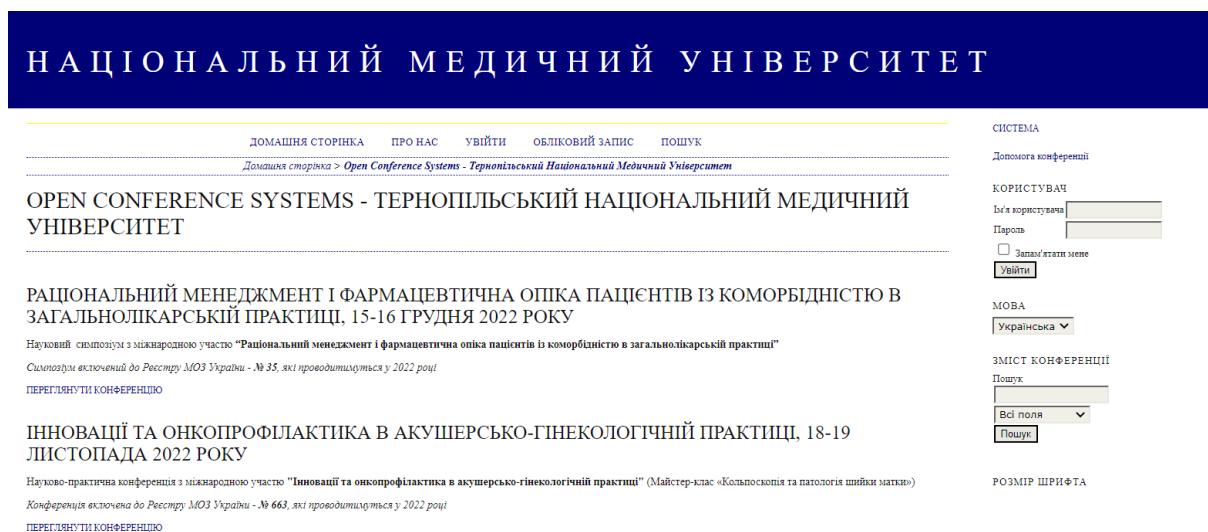 НАЦІОНАЛЬНИЙ МЕДИЧНИЙ УНІВЕРСИТЕТ
ДОМАШНЯ СТОРІНКА ПРО НАС УВІЙТИ ОБЛІКОВИЙ ЗАПИС ПОШУК
Домашня сторінка > Open Conference Systems - Тернопільський Національний Медичний Університет
OPEN CONFERENCE SYSTEMS - ТЕРНОПІЛЬСЬКИЙ НАЦІОНАЛЬНИЙ МЕДИЧНИЙ
УНІВЕРСИТЕТ
РАЦІОНАЛЬНИЙ МЕНЕДЖМЕНТ І ФАРМАЦЕВТИЧНА ОПІКА ПАЦІЄНТІВ ІЗ КОМОРБІДНІСТЮ В
ЗАГАЛЬНОЛІКАРСЬКІЙ ПРАКТИЦІ, 15-16 ГРУДНЯ 2022 РОКУ
Науковий симпозіум з міжнародною участю “Раціональний менеджмент і фармацевтична опіка пацієнтів із коморбідністю в загальнолікарській практиці”
Симпозіум включений до Реєстру МОЗ України - № 35, які проводитимуться у 2022 році
ПЕРЕГЛЯНУТИ КОНФЕРЕНЦІЮ
ІННОВАЦІЇ ТА ОНКОПРОФІЛАКТИКА В АКУШЕРСЬКО-ГІНЕКОЛОГІЧНІЙ ПРАКТИЦІ, 18-19
ЛИСТОПАДА 2022 РОКУ
Науково-практична конференція з міжнародною участю "Інновації та онкопрофілактика в акушерсько-гінекологічній практиці" (Майстер-клас «Кольпоскопія та патологія шийки матки»)
Конференція включена до Реєстру МОЗ України - № 663, які проводитимуться у 2022 році
ПЕРЕГЛЯНУТИ КОНФЕРЕНЦІЮ
СИСТЕМА
Допомога конференції
КОРИСТУВАЧ
Ім'я користувача
Пароль
Запам'ятати мене
Увійти
МОВА
Українська
ЗМІСТ КОНФЕРЕНЦІЇ
Пошук
Всі поля
Пошук
РОЗМІР ШРИФТА